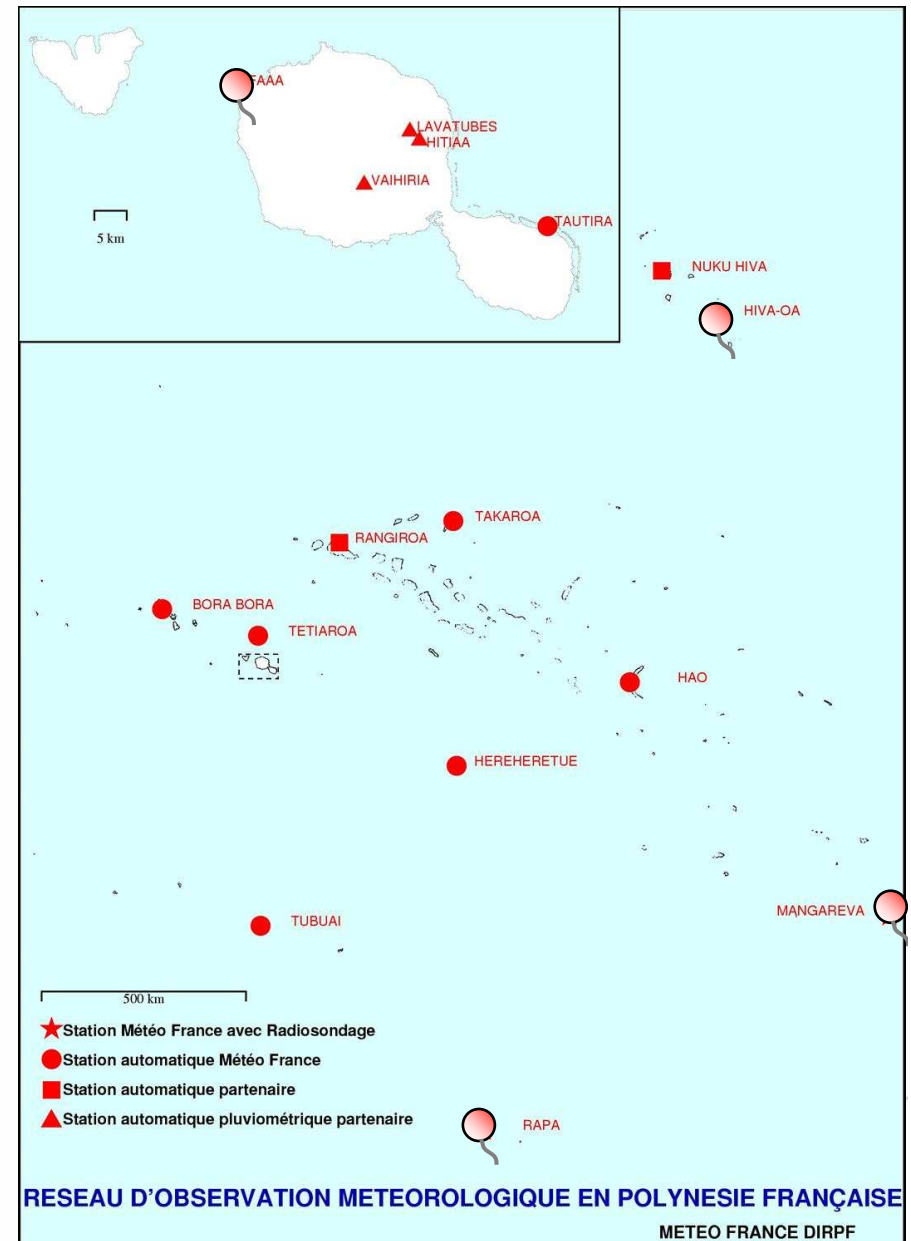 FAAA
LAVATUBES
HITIAA
VAIHIRIA
TAUTIRA
5 km
NUKU HIVA
HIVA-OA
TAKAROA
RANGIROA
BORA BORA
TETIAROA
HAO
HEREHERETUE
MANGAREVA
TUBUAI
500 km
Station Météo France avec Radiosondage
Station automatique Météo France
Station automatique partenaire
Station automatique pluviométrique partenaire
RAPA
RESEAU D'OBSERVATION METEOROLOGIQUE EN POLYNESIE FRANÇAISE
METEO FRANCE DIRPF